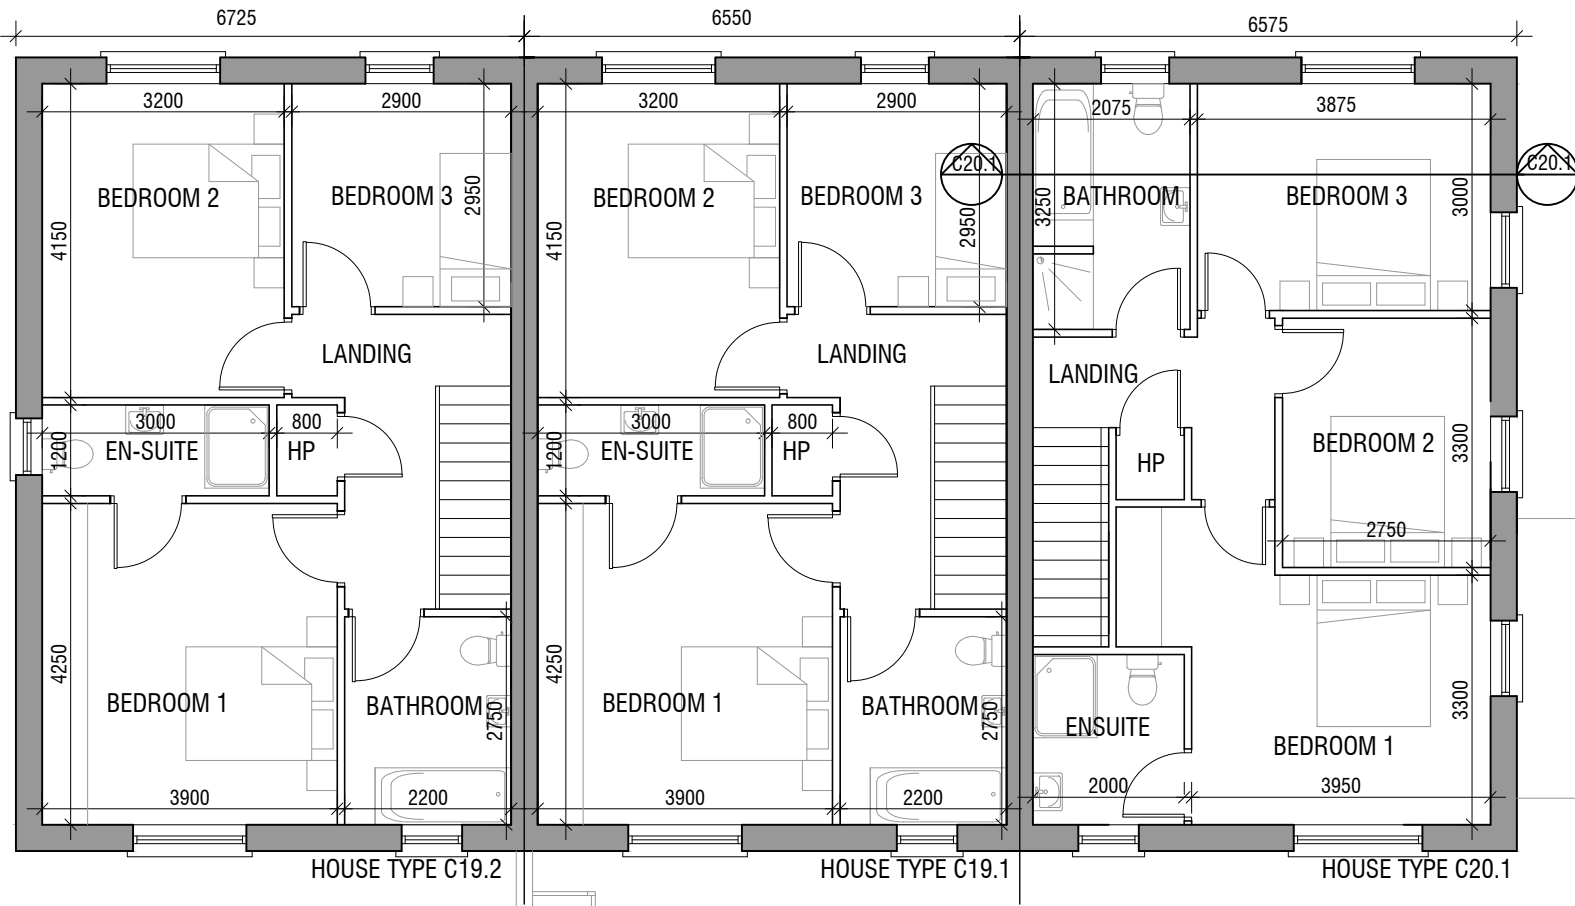 6725
6550
6575
3200
2900
3200
2900
2075
3875
C20.1
C20.1
BEDROOM 2
BEDROOM 3
2950
4150
BEDROOM 2
BEDROOM 3
2950
4150
BATHROOM
3250
BEDROOM 3
3000
LANDING
LANDING
LANDING
3000
800
1200
EN-SUITE
HP
3000
800
1200
EN-SUITE
HP
HP
BEDROOM 2
3300
2750
4250
BEDROOM 1
BATHROOM
2750
4250
BEDROOM 1
BATHROOM
2750
ENSUITE
BEDROOM 1
3300
3900
2200
3900
2200
2000
3950
HOUSE TYPE C19.2
HOUSE TYPE C19.1
HOUSE TYPE C20.1